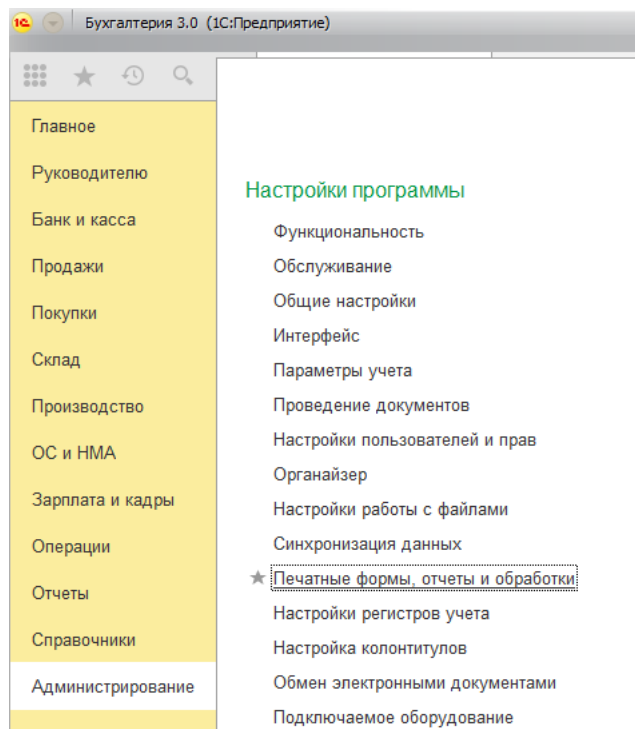 1С Бухгалтерия 3.0 (1С:Предприятие)
Главное
Руководителю
Банк и касса
Продажи
Покупки
Склад
Производство
ОС и НМА
Зарплата и кадры
Операции
Отчеты
Справочники
Администрирование
Настройки программы
Функциональность
Обслуживание
Общие настройки
Интерфейс
Параметры учета
Проведение документов
Настройки пользователей и прав
Органайзер
Настройки работы с файлами
Синхронизация данных
Печатные формы, отчеты и обработки
Настройки регистров учета
Настройка колонтитулов
Обмен электронными документами
Подключаемое оборудование